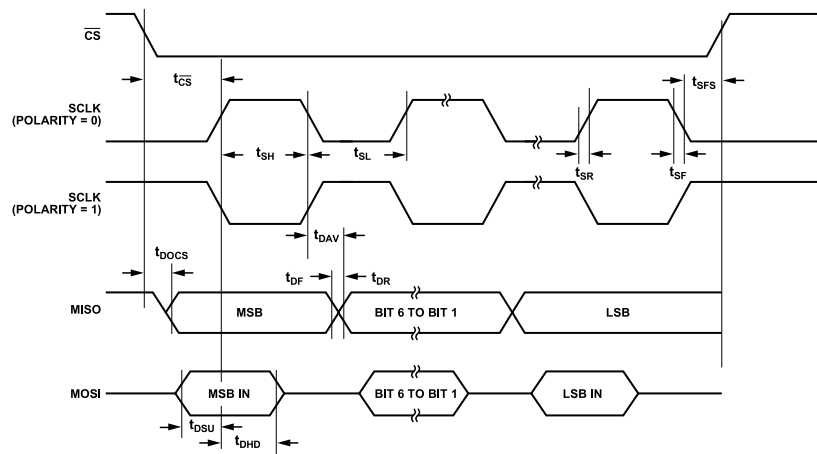 CS
tCS
tSFS
SCLK
(POLARITY = 0)
tSH
tSL
tSR
tSF
SCLK
(POLARITY = 1)
tDAV
tDOCS
tDF
tDR
MISO
MSB
BIT 6 TO BIT 1
LSB
MOSI
MSB IN
BIT 6 TO BIT 1
LSB IN
tDSU
tDHD